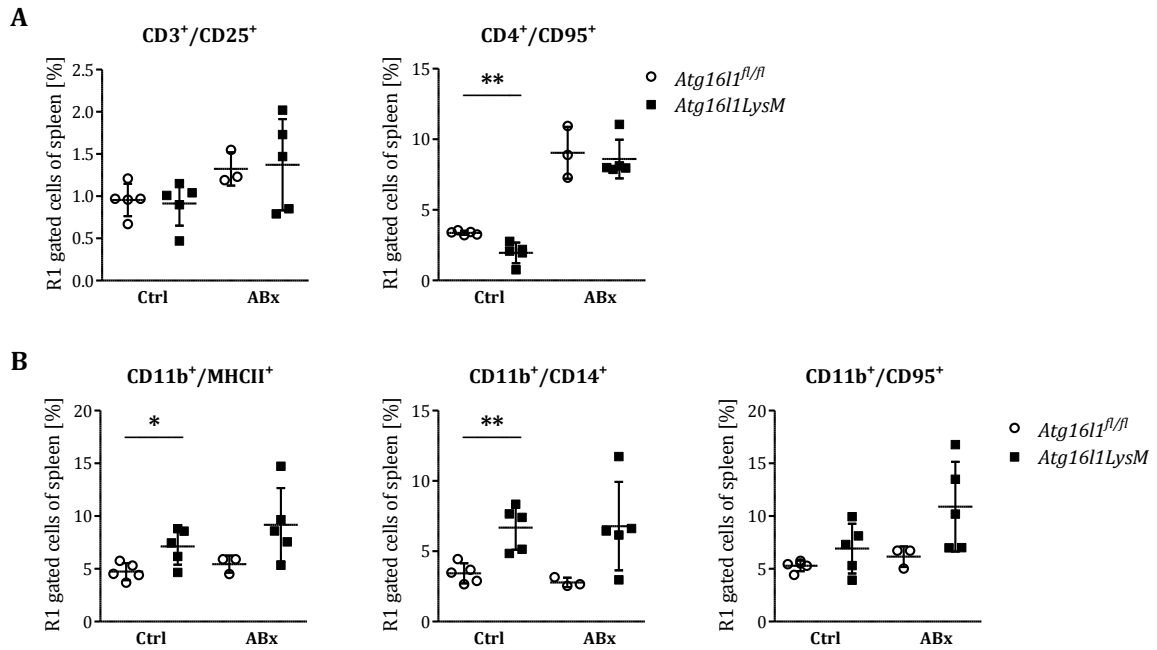 A
CD3⁺/CD25⁺
CD4⁺/CD95⁺
R1 gated cells of spleen [%]
2.5
2.0
1.5
1.0
0.5
0.0
Ctrl
ABx
R1 gated cells of spleen [%]
15
10
5
0
**
Ctrl
ABx
Atg16l1ᶠˡ/ᶠˡ
Atg16l1LysM
B
CD11b⁺/MHCII⁺
CD11b⁺/CD14⁺
CD11b⁺/CD95⁺
R1 gated cells of spleen [%]
20
15
10
5
0
*
Ctrl
ABx
R1 gated cells of spleen [%]
15
10
5
0
**
Ctrl
ABx
R1 gated cells of spleen [%]
20
15
10
5
0
Ctrl
ABx
Atg16l1ᶠˡ/ᶠˡ
Atg16l1LysM